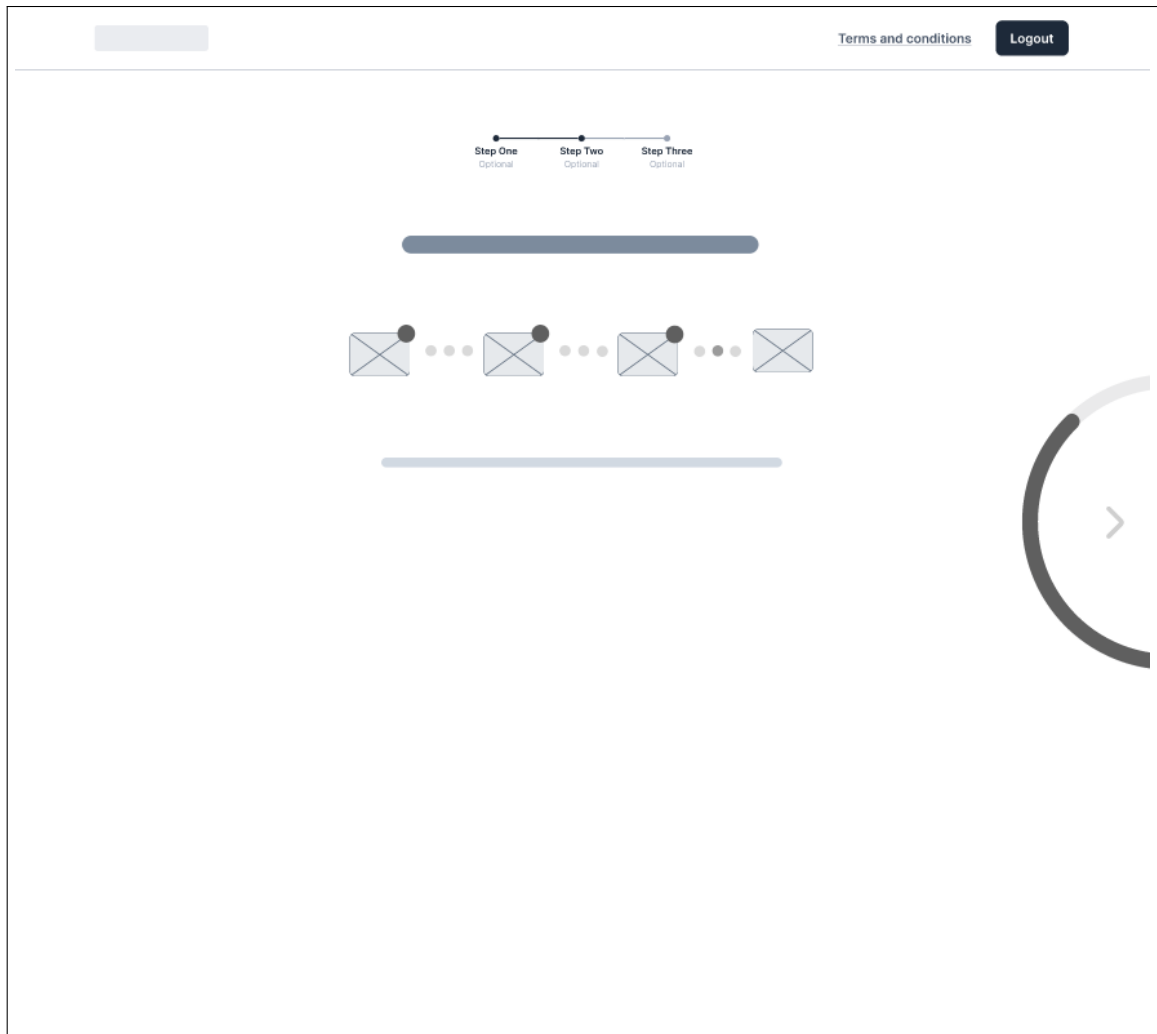 Terms and conditions
Logout
Step One
Optional
Step Two
Optional
Step Three
Optional